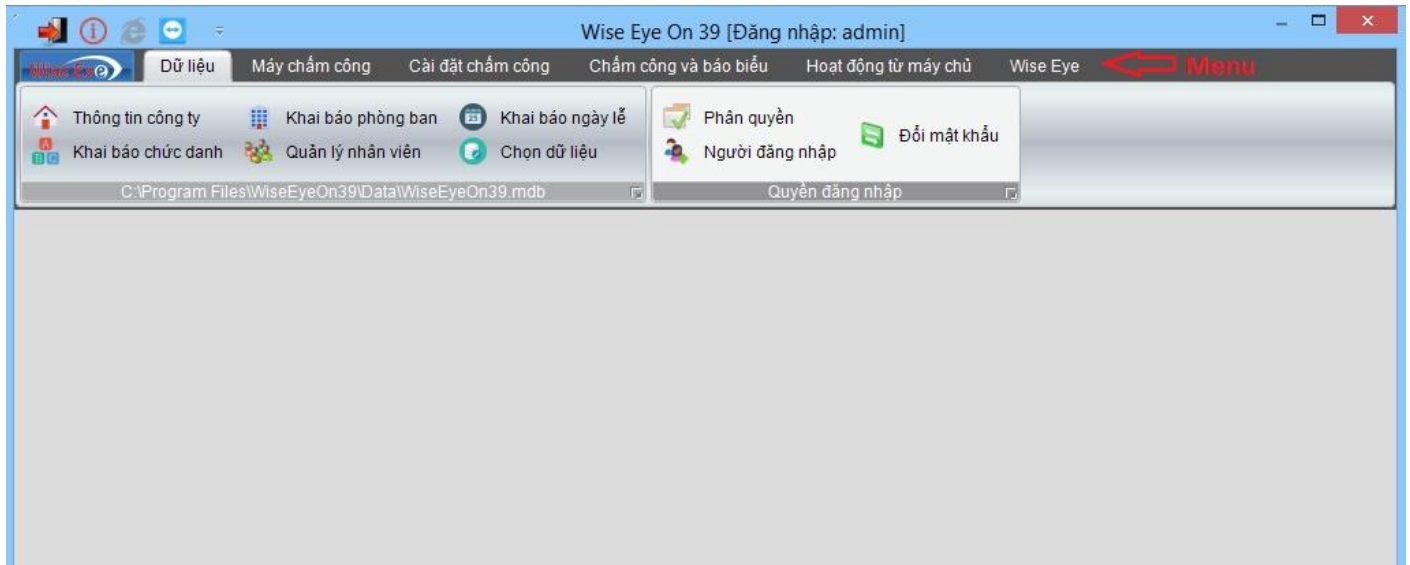 Wise Eye On 39 [Đăng nhập: admin]
Wise Eye Dữ liệu Máy chấm công Cài đặt chấm công Chấm công và báo biểu Hoạt động từ máy chủ Wise Eye Menu
Thông tin công ty Khai báo phòng ban Khai báo ngày lễ Phân quyền
Đổi mật khẩu
Khai báo chức danh Quản lý nhân viên Chọn dữ liệu Người đăng nhập
C:\Program Files\WiseEyeOn39\Data\WiseEyeOn39.mdb Quyền đăng nhập